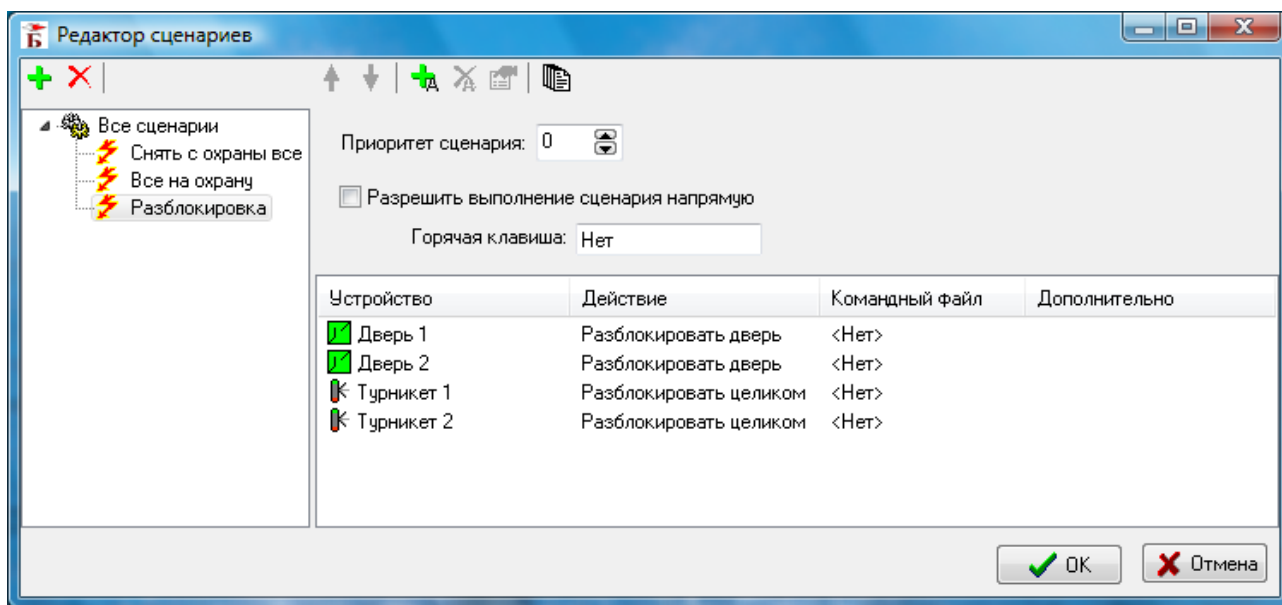 Редактор сценариев
Все сценарии
Снять с охраны все
Все на охрану
Разблокировка
Приоритет сценария: 0
Разрешить выполнение сценария напрямую
Горячая клавиша: Нет
Устройство Действие Командный файл Дополнительно
Дверь 1 Разблокировать дверь <Нет>
Дверь 2 Разблокировать дверь <Нет>
Турникет 1 Разблокировать целиком <Нет>
Турникет 2 Разблокировать целиком <Нет>
OK Отмена